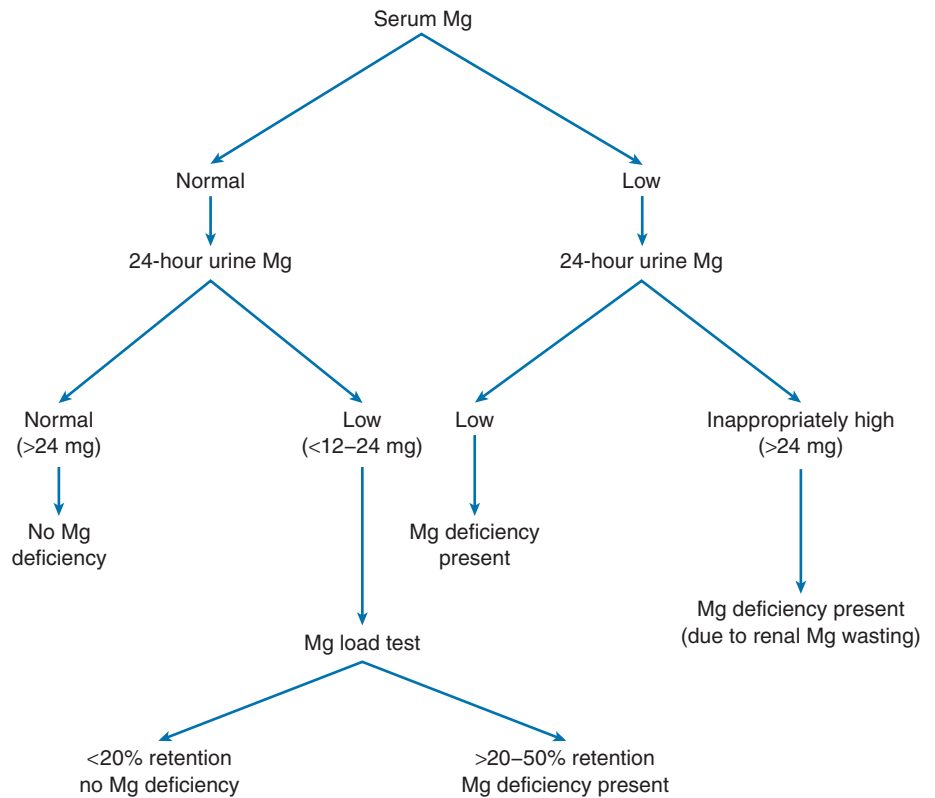 Serum Mg
Normal
Low
24-hour urine Mg
24-hour urine Mg
Normal
(>24 mg)
Low
(<12–24 mg)
Low
Inappropriately high
(>24 mg)
No Mg
deficiency
Mg deficiency
present
Mg deficiency present
(due to renal Mg wasting)
Mg load test
<20% retention
no Mg deficiency
>20–50% retention
Mg deficiency present